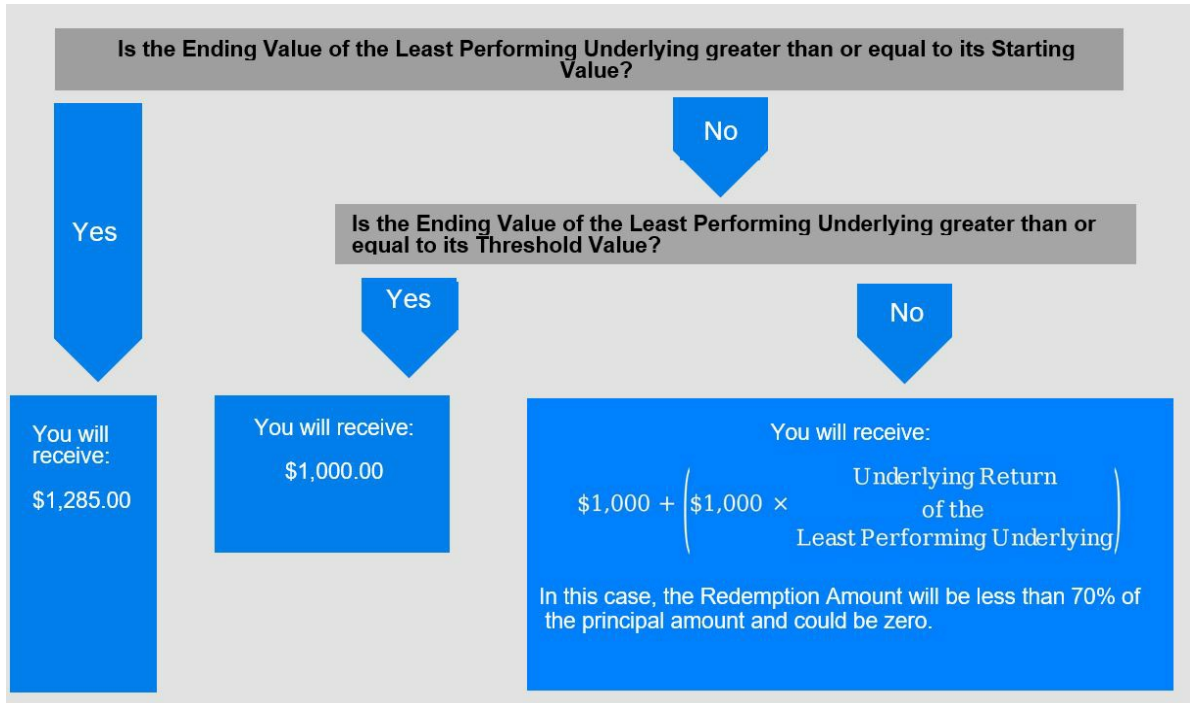 Is the Ending Value of the Least Performing Underlying greater than or equal to its Starting
Value?
Yes
No
Is the Ending Value of the Least Performing Underlying greater than or
equal to its Threshold Value?
Yes
No
You will
receive:
$1,285.00
You will receive:
$1,000.00
You will receive:
$1,000 + ($1,000 × Underlying Return
of the
Least Performing Underlying)
In this case, the Redemption Amount will be less than 70% of
the principal amount and could be zero.